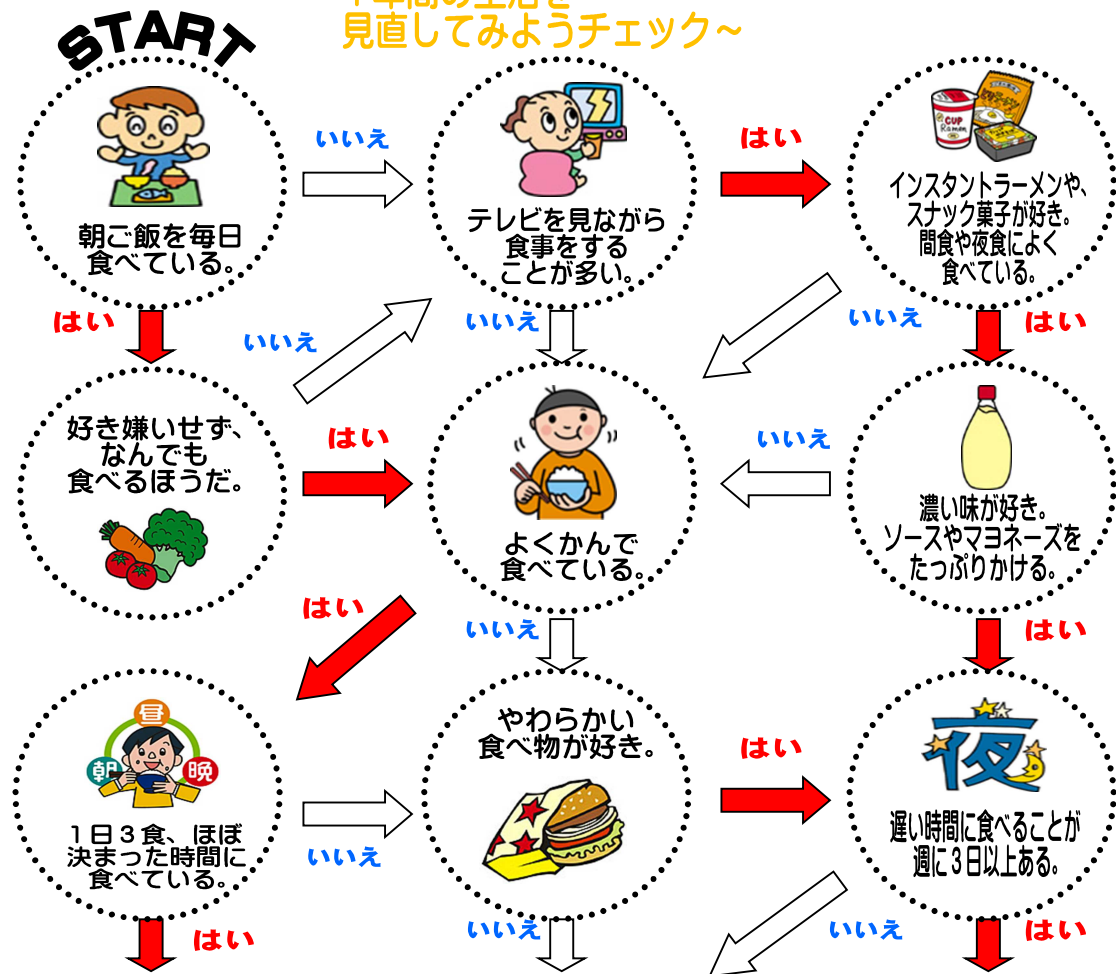 見直してみようチェック～
START
朝ご飯を毎日
食べている。
いいえ
テレビを見ながら
食事をする
ことが多い。
はい
CUP
Ramen
インスタントラーメンや、
スナック菓子が好き。
間食や夜食によく
食べている。
はい
いいえ
いいえ
いいえ
はい
好き嫌いせず、
なんでも
食べるほうだ。
はい
よくかんで
食べている。
いいえ
濃い味が好き。
ソースやマヨネーズを
たっぷりかける。
はい
いいえ
はい
昼
朝
晩
１日３食、ほぼ
決まった時間に
食べている。
いいえ
やわらかい
食べ物が好き。
はい
夜
遅い時間に食べることが
週に３日以上ある。
はい
いいえ
いいえ
はい